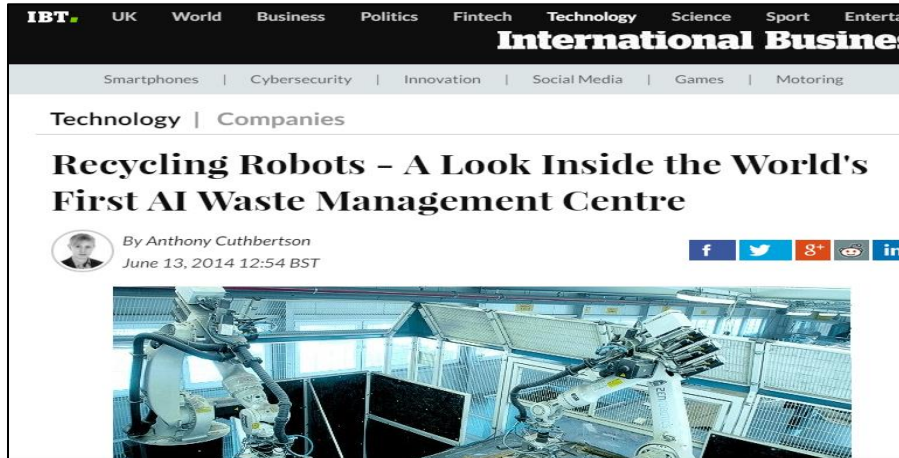 IBT. UK World Business Politics Fintech Technology Science Sport
International
Smartphones | Cybersecurity | Innovation | Social Media | Games | Motoring
Technology | Companies
Recycling Robots – A Look Inside the World's
First AI Waste Management Centre
By Anthony Cuthbertson
June 13, 2014 12:54 BST
f 8+ in